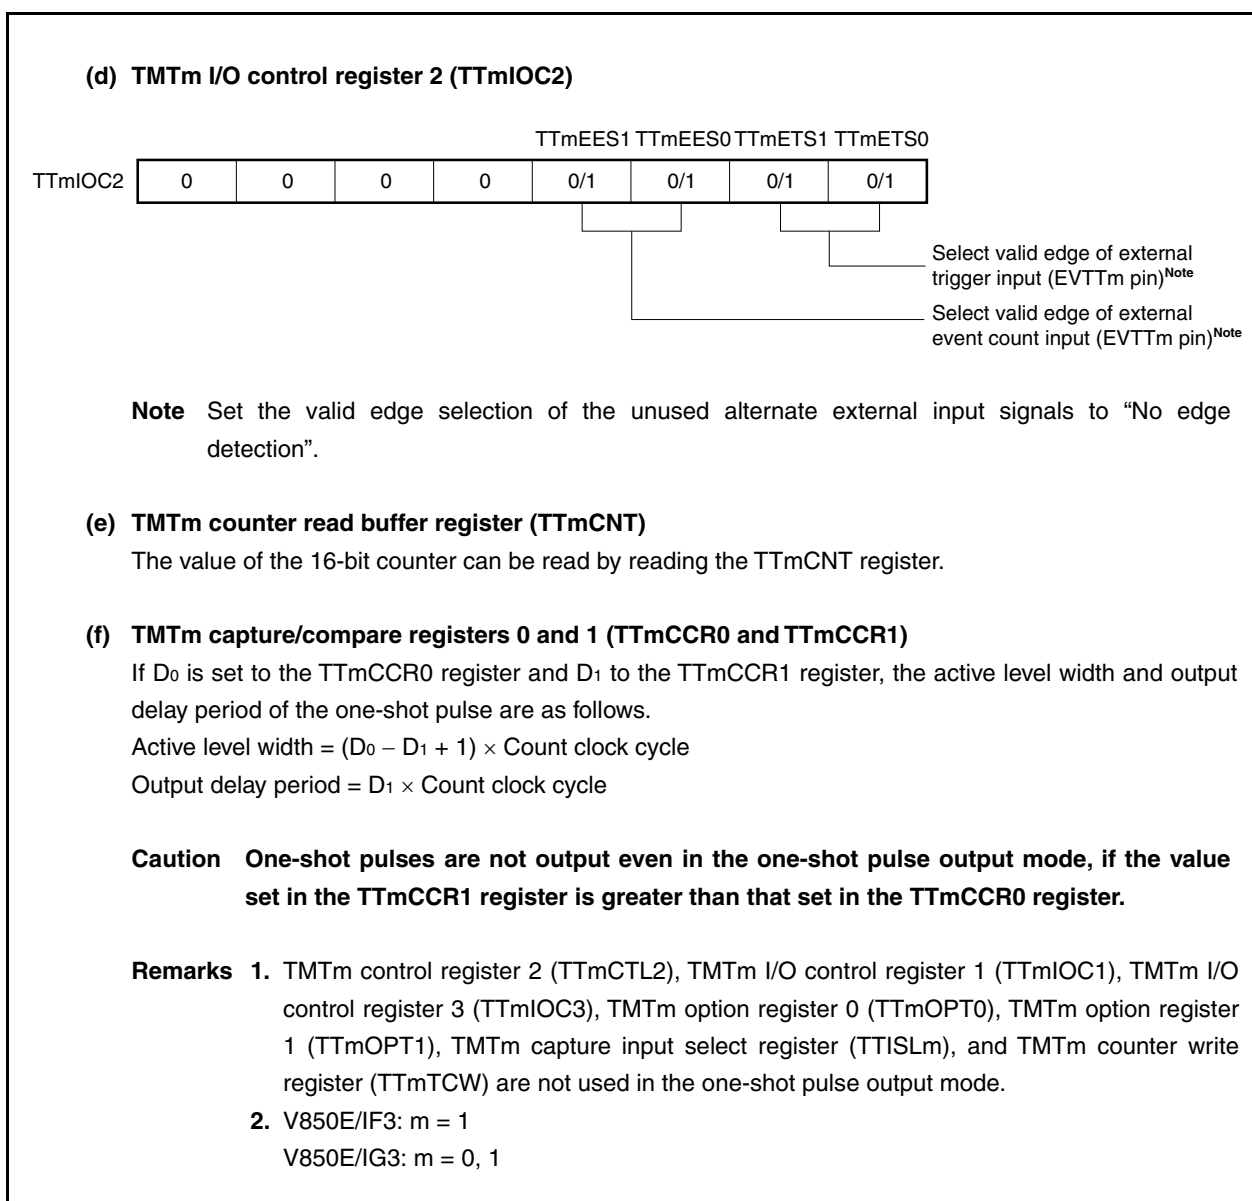 (d) TMTm I/O control register 2 (TTmIOC2)
TTmEES1 TTmEES0 TTmETS1 TTmETS0
TTmIOC2 0 0 0 0 0/1 0/1 0/1 0/1
Select valid edge of external
trigger input (EVTTm pin)Note
Select valid edge of external
event count input (EVTTm pin)Note
Note Set the valid edge selection of the unused alternate external input signals to “No edge
detection”.
(e) TMTm counter read buffer register (TTmCNT)
The value of the 16-bit counter can be read by reading the TTmCNT register.
(f) TMTm capture/compare registers 0 and 1 (TTmCCR0 and TTmCCR1)
If D0 is set to the TTmCCR0 register and D1 to the TTmCCR1 register, the active level width and output
delay period of the one-shot pulse are as follows.
Active level width = (D0 − D1 + 1) × Count clock cycle
Output delay period = D1 × Count clock cycle
Caution One-shot pulses are not output even in the one-shot pulse output mode, if the value
set in the TTmCCR1 register is greater than that set in the TTmCCR0 register.
Remarks 1. TMTm control register 2 (TTmCTL2), TMTm I/O control register 1 (TTmIOC1), TMTm I/O
control register 3 (TTmIOC3), TMTm option register 0 (TTmOPT0), TMTm option register
1 (TTmOPT1), TMTm capture input select register (TTISLm), and TMTm counter write
register (TTmTCW) are not used in the one-shot pulse output mode.
2. V850E/IF3: m = 1
V850E/IG3: m = 0, 1